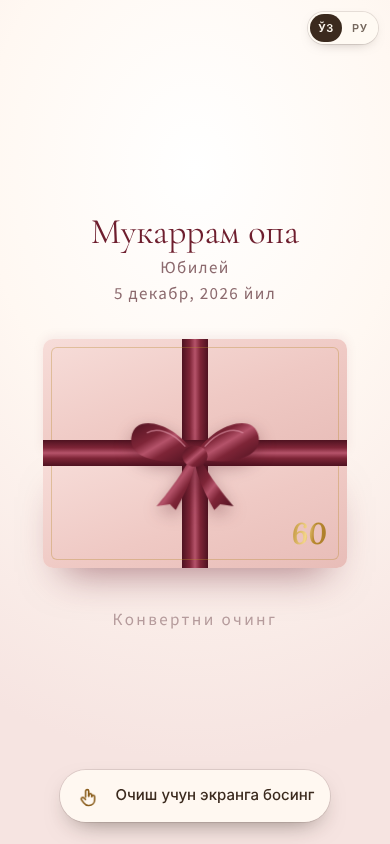 ЎЗ РУ
Мукаррам опа
Юбилей
5 декабр, 2026 йил
60
Конвертни очинг
Очиш учун экранга босинг